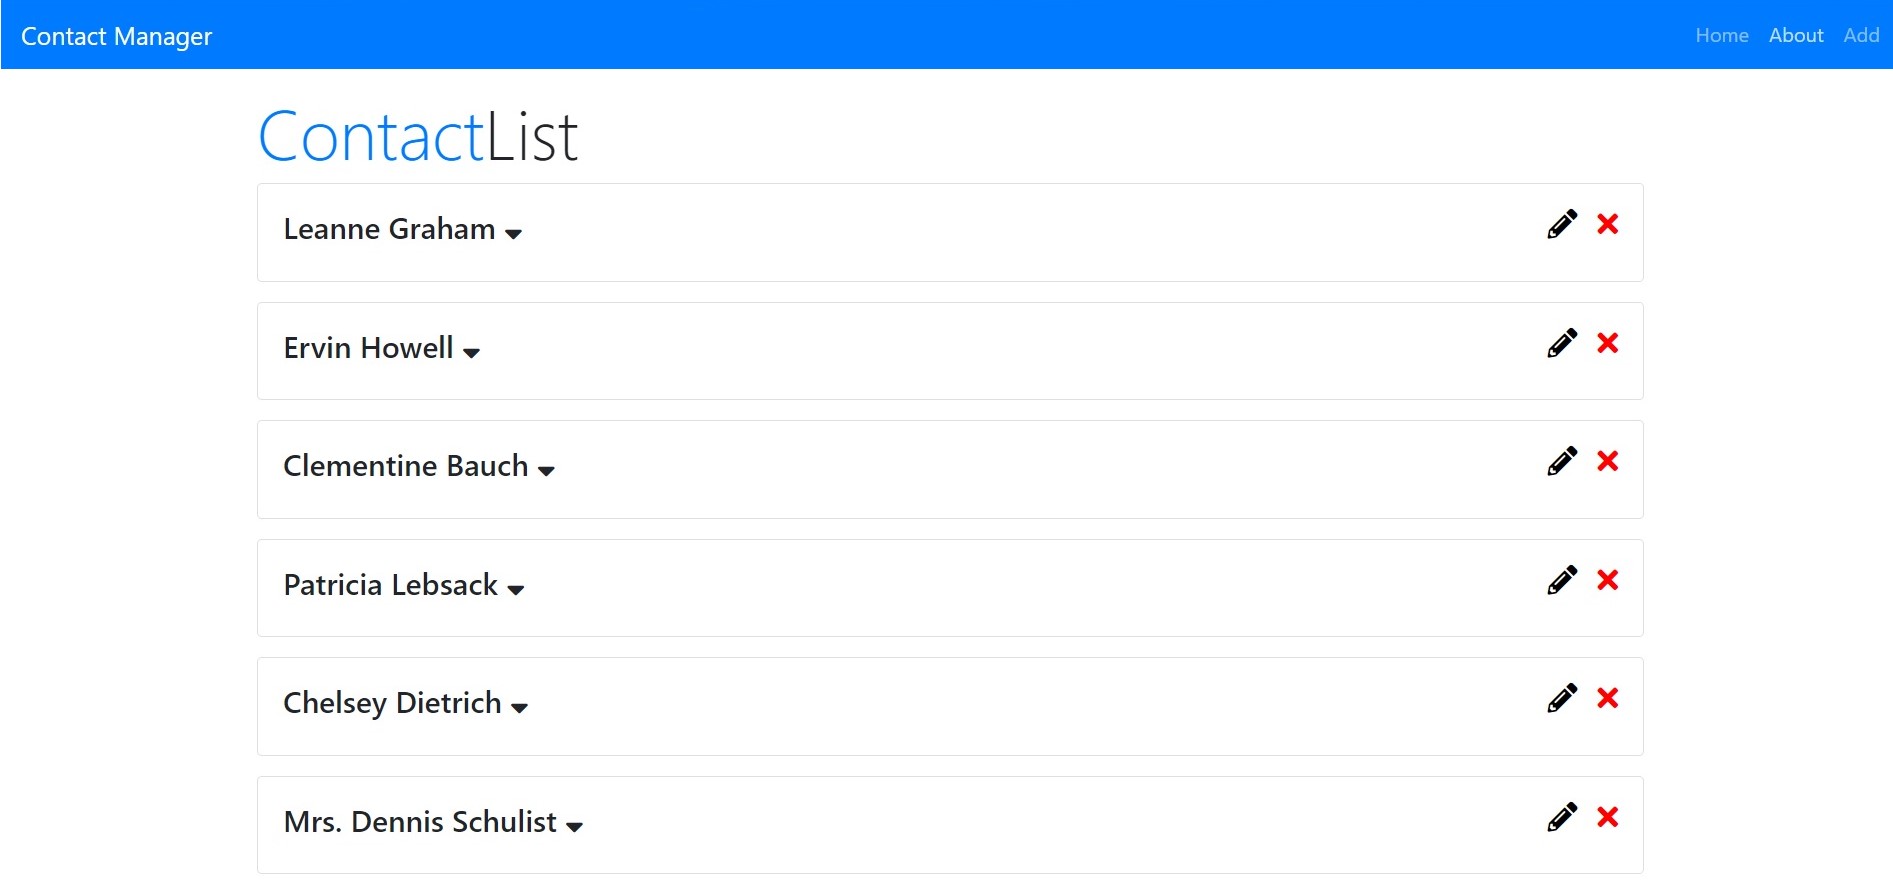 Contact Manager Home About Add
ContactList
Leanne Graham
Ervin Howell
Clementine Bauch
Patricia Lebsack
Chelsey Dietrich
Mrs. Dennis Schulist